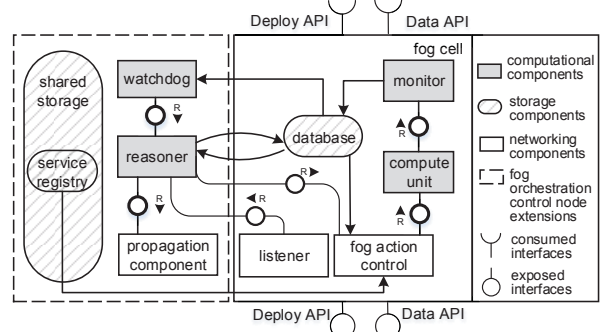 Deploy API
Data API
fog cell
shared
storage
watchdog
monitor
computational
components
R
storage
components
R
database
networking
components
service
registry
reasoner
compute
unit
fog
orchestration
control node
extensions
R
R
R
R
consumed
interfaces
propagation
component
listener
fog action
control
exposed
interfaces
Deploy API
Data API